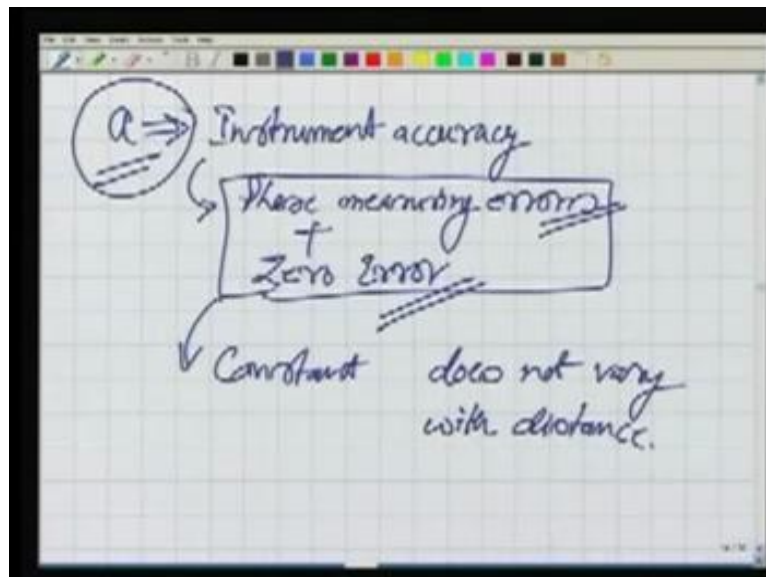 a ⇒ Instrument accuracy
Phase measuring errors
+
Zero Error
Constant does not vary
with distance.